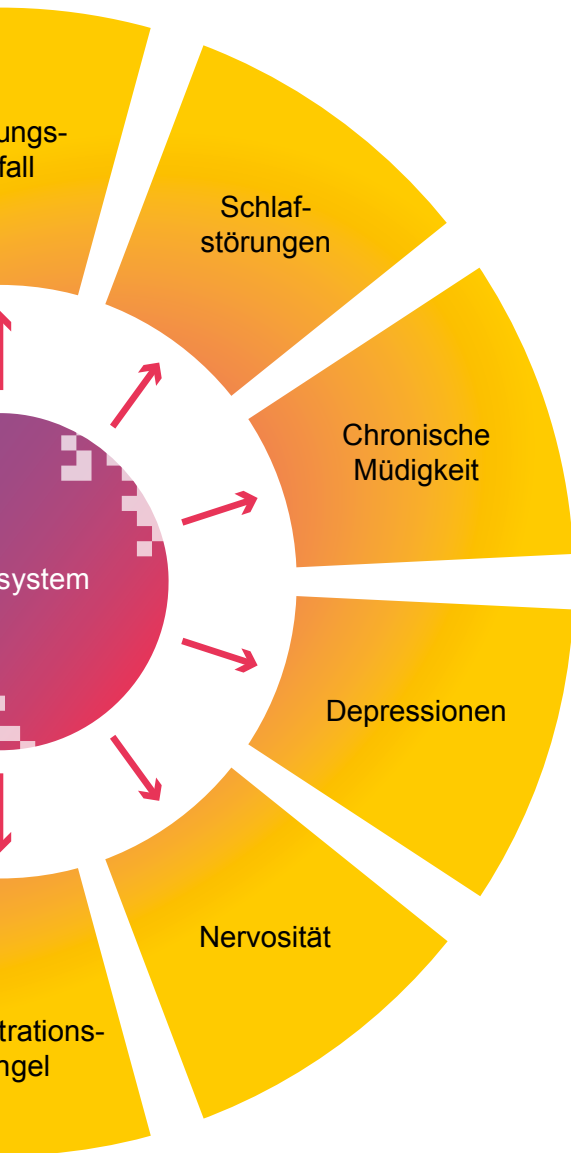 ungs-
fall
Schlaf-
störungen
Chronische
Müdigkeit
system
Depressionen
Nervosität
trations-
ngel